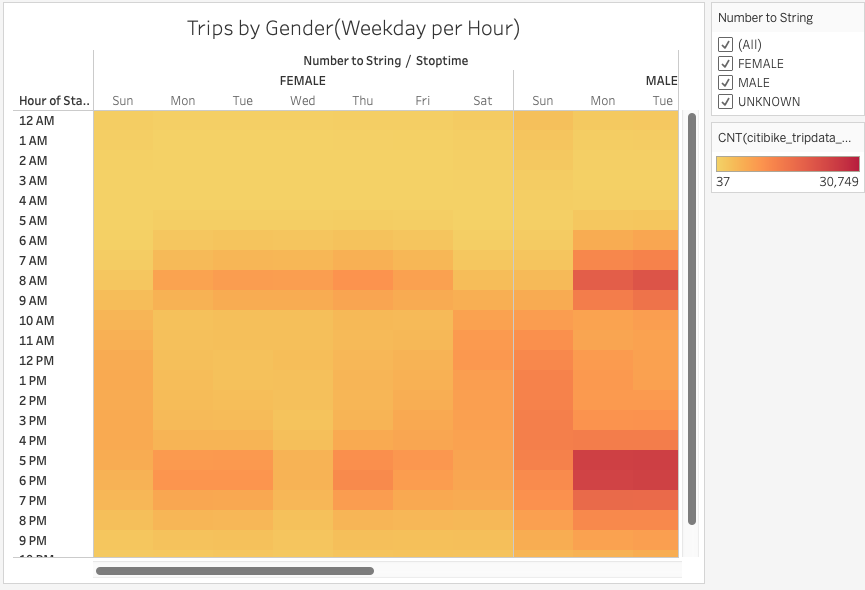 Trips by Gender(Weekday per Hour)
Number to String / Stoptime
FEMALE MALE
Hour of Sta.. Sun Mon Tue Wed Thu Fri Sat Sun Mon Tue
12 AM
1 AM
2 AM
3 AM
4 AM
5 AM
6 AM
7 AM
8 AM
9 AM
10 AM
11 AM
12 PM
1 PM
2 PM
3 PM
4 PM
5 PM
6 PM
7 PM
8 PM
9 PM
Number to String
(All)
FEMALE
MALE
UNKNOWN
CNT(citibike_tripdata_...
37 30,749